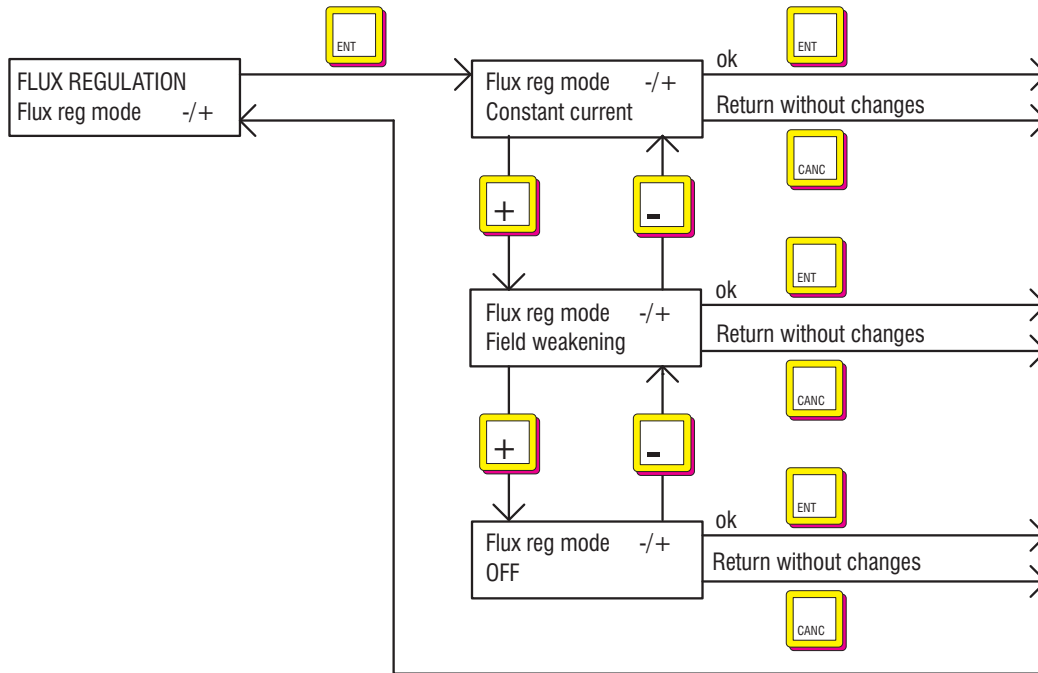 ENT
FLUX REGULATION
Flux reg mode -/+
Flux reg mode -/+
Constant current
ok
ENT
Return without changes
CANC
+
-
Flux reg mode -/+
Field weakening
ok
ENT
Return without changes
CANC
+
-
Flux reg mode -/+
OFF
ok
ENT
Return without changes
CANC